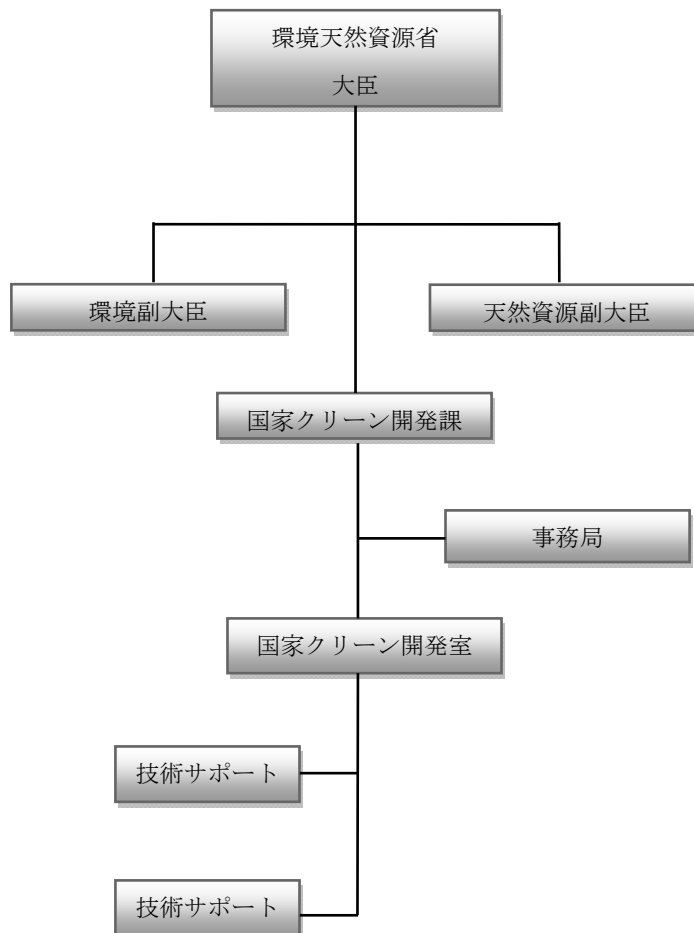 環境天然資源省
大臣
環境副大臣
天然資源副大臣
国家クリーン開発課
事務局
国家クリーン開発室
技術サポート
技術サポート